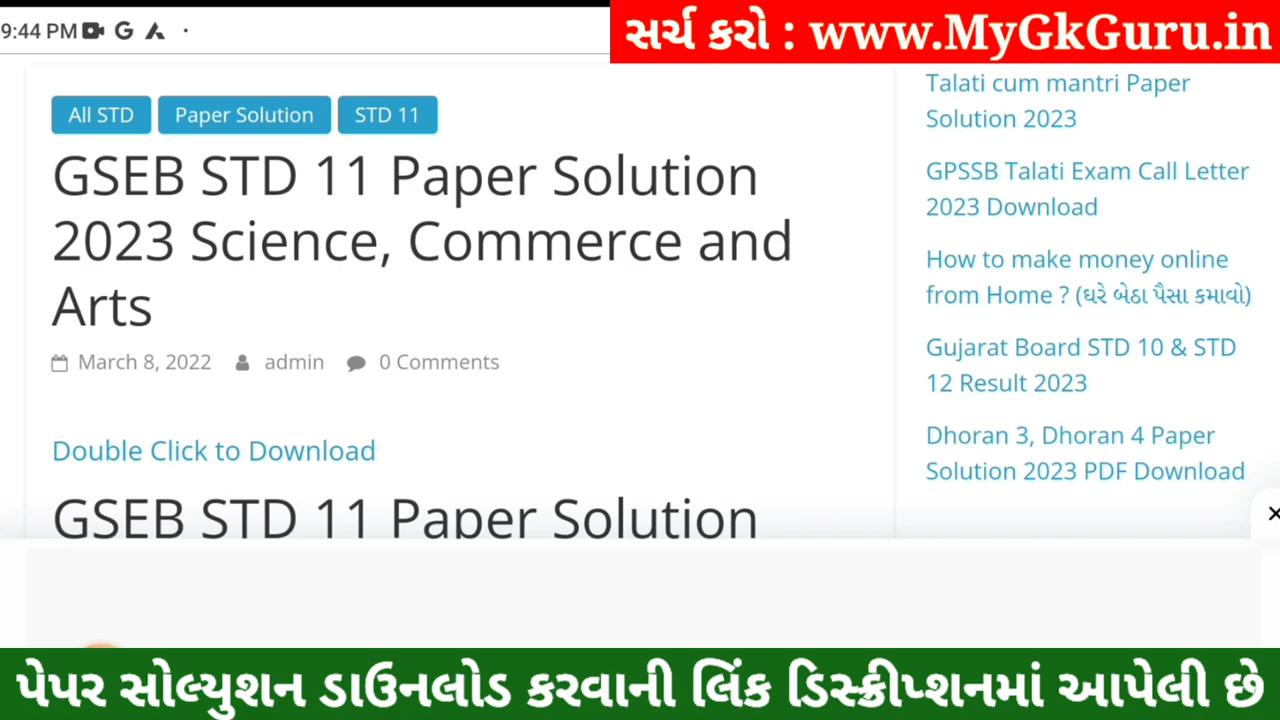 9:44 PM
સર્ચ કરો : www.MyGkGuru.in
All STD
Paper Solution
STD 11
GSEB STD 11 Paper Solution
2023 Science, Commerce and
Arts
March 8, 2022
admin
0 Comments
Double Click to Download
GSEB STD 11 Paper Solution
Talati cum mantri Paper
Solution 2023
GPSSB Talati Exam Call Letter
2023 Download
How to make money online
from Home ? (ઘરે બેઠા પૈસા કમાવો)
Gujarat Board STD 10 & STD
12 Result 2023
Dhoran 3, Dhoran 4 Paper
Solution 2023 PDF Download
પેપર સોલ્યુશન ડાઉનલોડ કરવાની લિંક ડિસ્ક્રીપ્શનમાં આપેલી છે